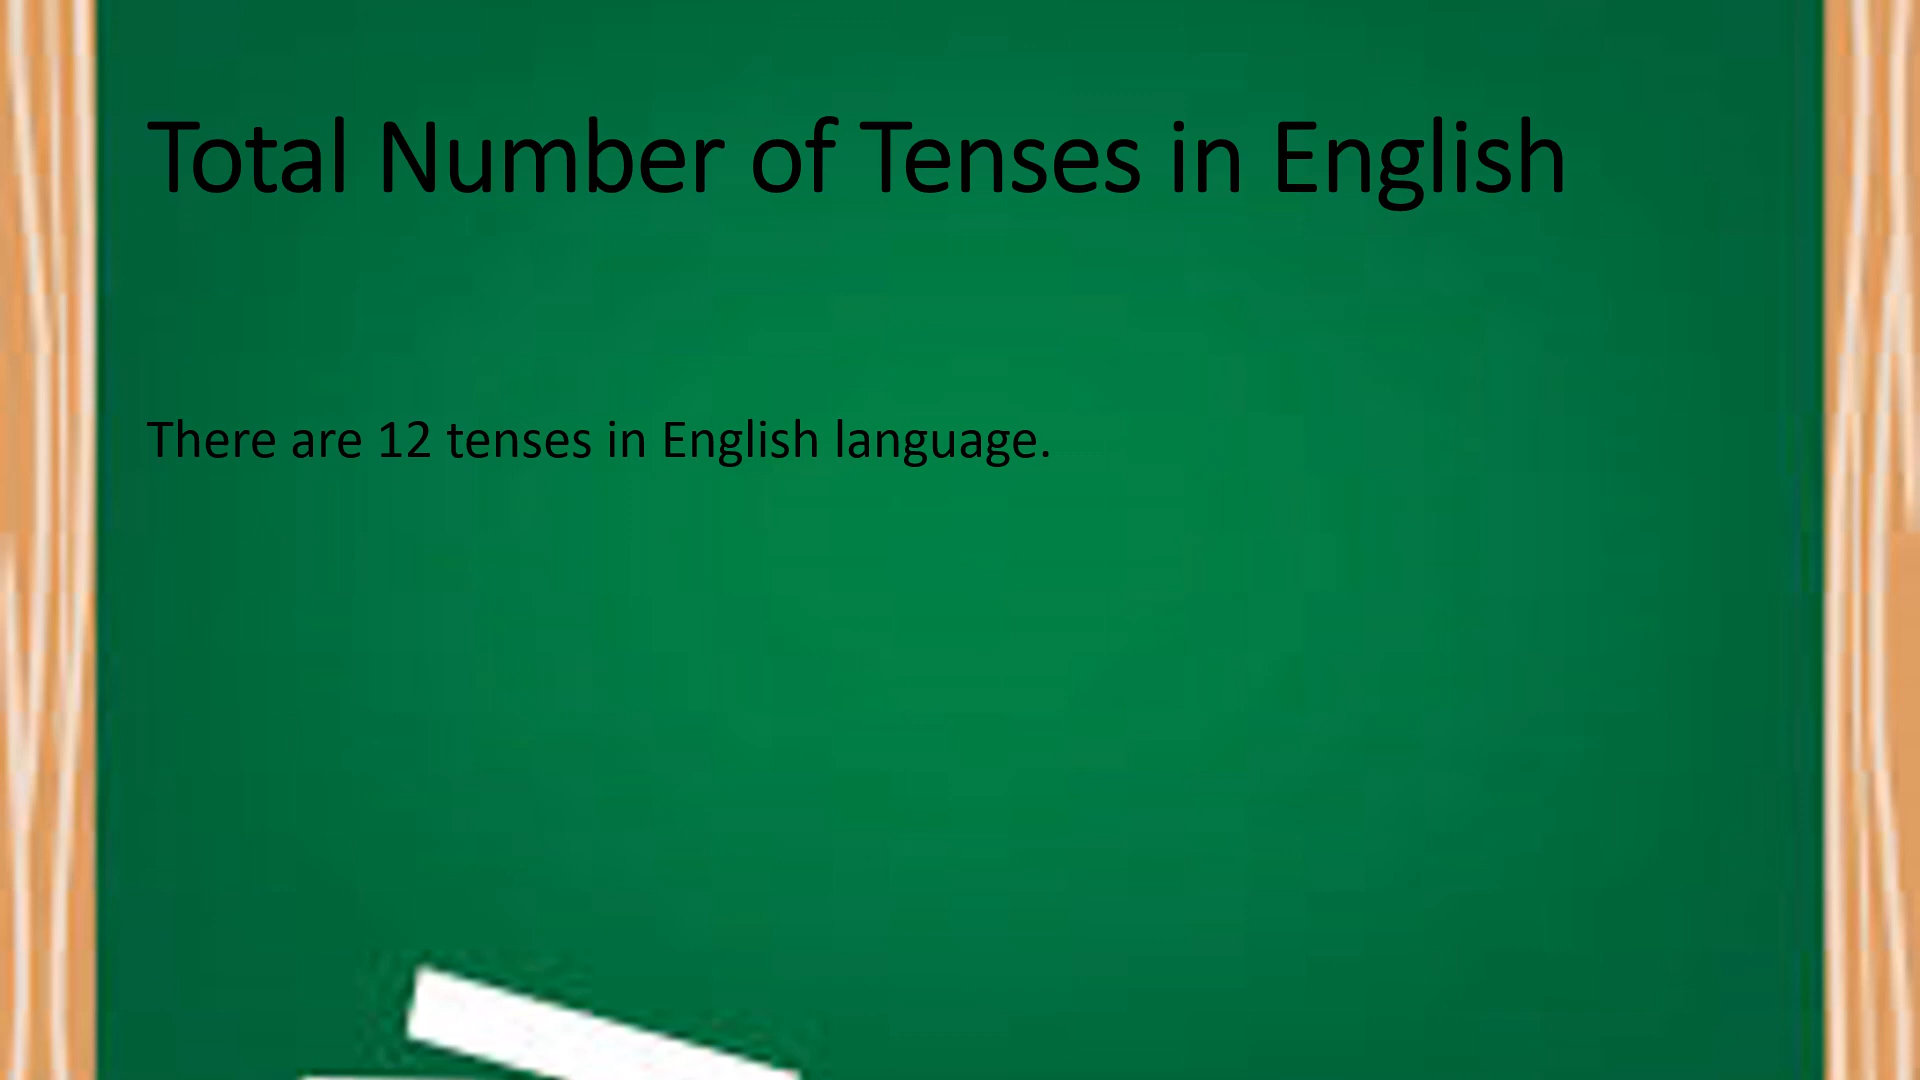 Total Number of Tenses in English
There are 12 tenses in English language.